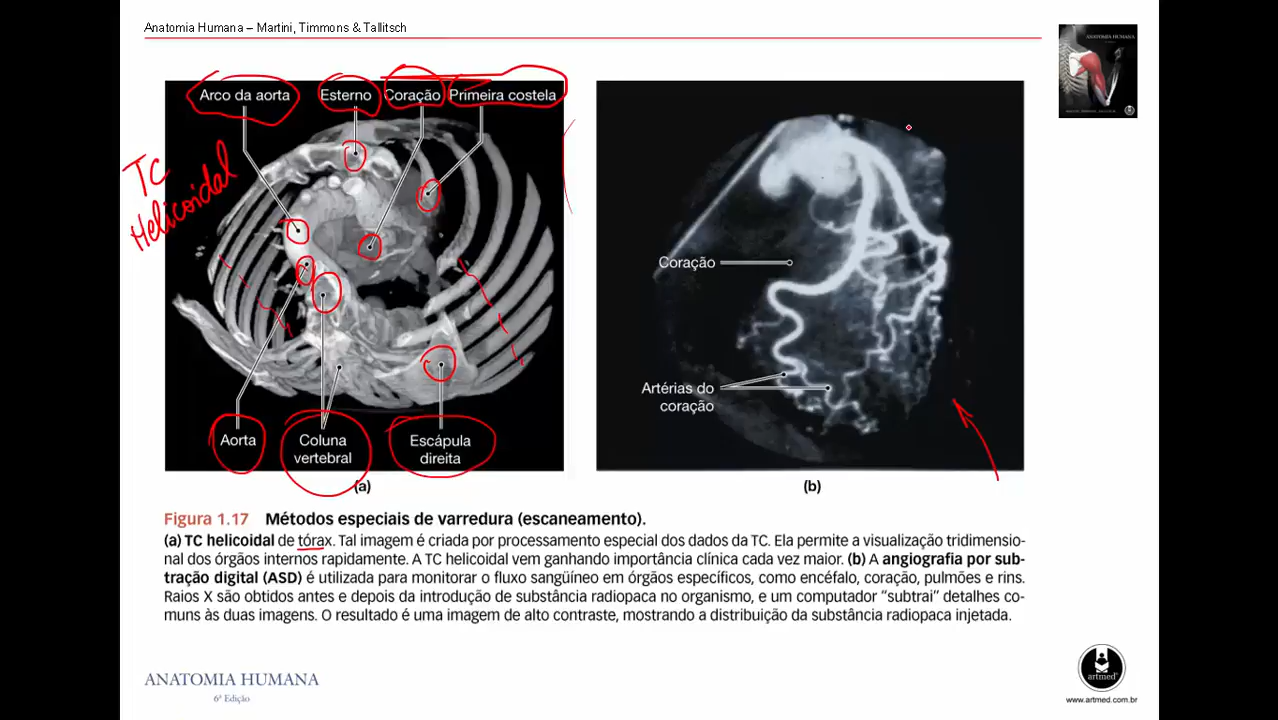 Anatomia Humana – Martini, Timmons & Tallitsch
ANATOMIA HUMANA
Arco da aorta
Esterno
Coração
Primeira costela
TC
Helicoidal
Aorta
Coluna
vertebral
Escápula
direita
(a)
Coração
Artérias do
coração
(b)
Figura 1.17 Métodos especiais de varredura (escaneamento).
(a) TC helicoidal de tórax. Tal imagem é criada por processamento especial dos dados da TC. Ela permite a visualização tridimensio-
nal dos órgãos internos rapidamente. A TC helicoidal vem ganhando importância clínica cada vez maior. (b) A angiografia por sub-
tração digital (ASD) é utilizada para monitorar o fluxo sangüíneo em órgãos específicos, como encéfalo, coração, pulmões e rins.
Raios X são obtidos antes e depois da introdução de substância radiopaca no organismo, e um computador “subtrai” detalhes co-
muns às duas imagens. O resultado é uma imagem de alto contraste, mostrando a distribuição da substância radiopaca injetada.
ANATOMIA HUMANA
6ª Edição
artmed
www.artmed.com.br